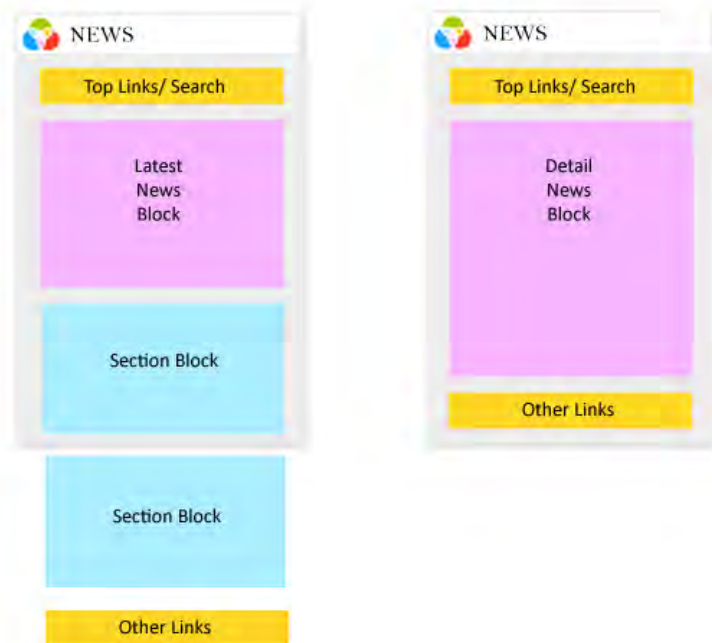 NEWS
Top Links/ Search
Latest
News
Block
Section Block
Section Block
Other Links
NEWS
Top Links/ Search
Detail
News
Block
Other Links